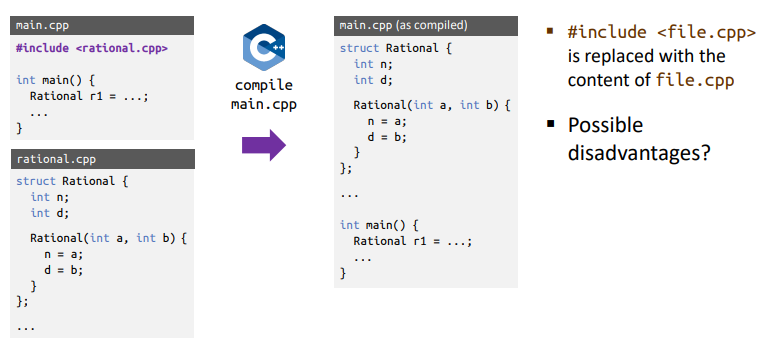 main.cpp
#include <rational.cpp>
int main() {
Rational r1 = ...;
...
}
rational.cpp
struct Rational {
int n;
int d;
Rational(int a, int b) {
n = a;
d = b;
}
};
...
C++
compile
main.cpp
main.cpp (as compiled)
struct Rational {
int n;
int d;
Rational(int a, int b) {
n = a;
d = b;
}
};
...
int main() {
Rational r1 = ...;
...
}
▪ #include <file.cpp>
is replaced with the
content of file.cpp
▪ Possible
disadvantages?